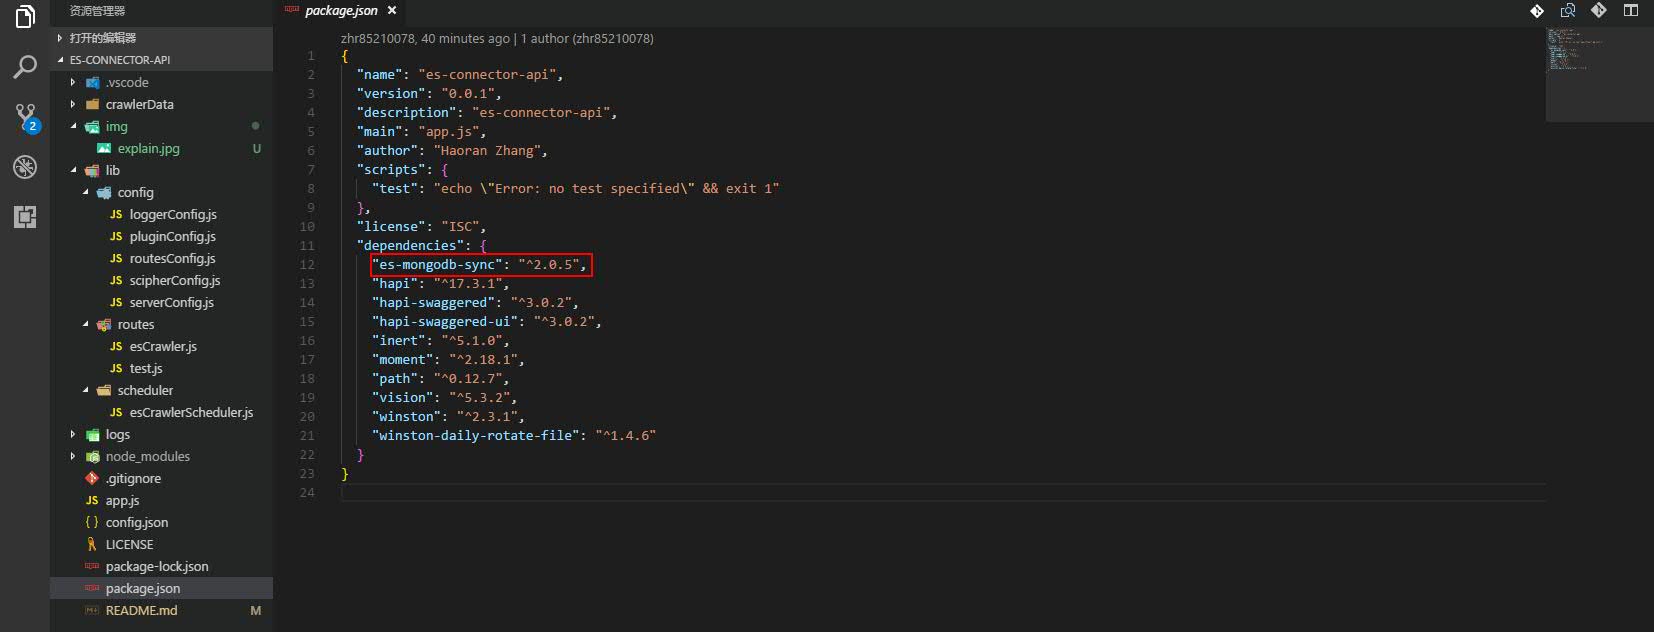 资源管理器
打开的编辑器
ES-CONNECTOR-API
.vscode
crawlerData
img
explain.jpg U
lib
config
JS loggerConfig.js
JS pluginConfig.js
JS routesConfig.js
JS scipherConfig.js
JS serverConfig.js
routes
JS esCrawler.js
JS test.js
scheduler
JS esCrawlerScheduler.js
logs
node_modules
.gitignore
JS app.js
{ } config.json
LICENSE
package-lock.json
package.json
README.md M
2
package.json ×
zhr85210078, 40 minutes ago | 1 author (zhr85210078)
1 {
2 "name": "es-connector-api",
3 "version": "0.0.1",
4 "description": "es-connector-api",
5 "main": "app.js",
6 "author": "Haoran Zhang",
7 "scripts": {
8 "test": "echo \"Error: no test specified\" && exit 1"
9 },
10 "license": "ISC",
11 "dependencies": {
12 "es-mongodb-sync": "^2.0.5",
13 "hapi": "^17.3.1",
14 "hapi-swaggered": "^3.0.2",
15 "hapi-swaggered-ui": "^3.0.2",
16 "inert": "^5.1.0",
17 "moment": "^2.18.1",
18 "path": "^0.12.7",
19 "vision": "^5.3.2",
20 "winston": "^2.3.1",
21 "winston-daily-rotate-file": "^1.4.6"
22 }
23 }
24